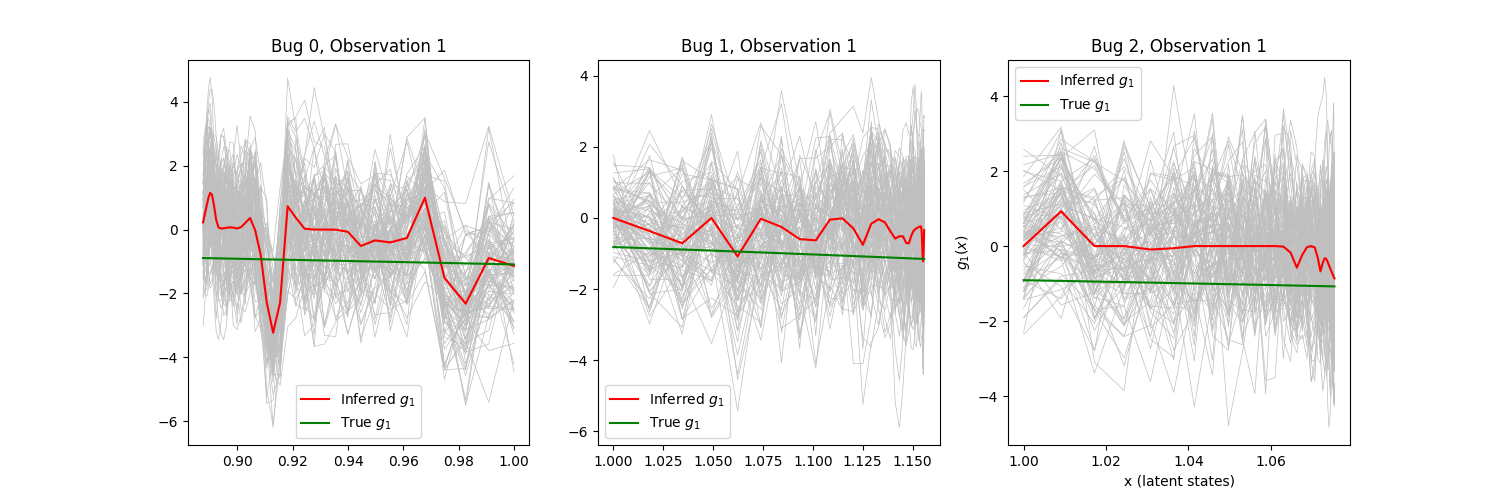 Bug 0, Observation 1
4
2
0
−2
−4
−6
0.90 0.92 0.94 0.96 0.98 1.00
Inferred g₁
True g₁
Bug 1, Observation 1
4
2
0
−2
−4
−6
1.000 1.025 1.050 1.075 1.100 1.125 1.150
Inferred g₁
True g₁
Bug 2, Observation 1
g₁(x)
4
2
0
−2
−4
1.00 1.02 1.04 1.06
x (latent states)
Inferred g₁
True g₁